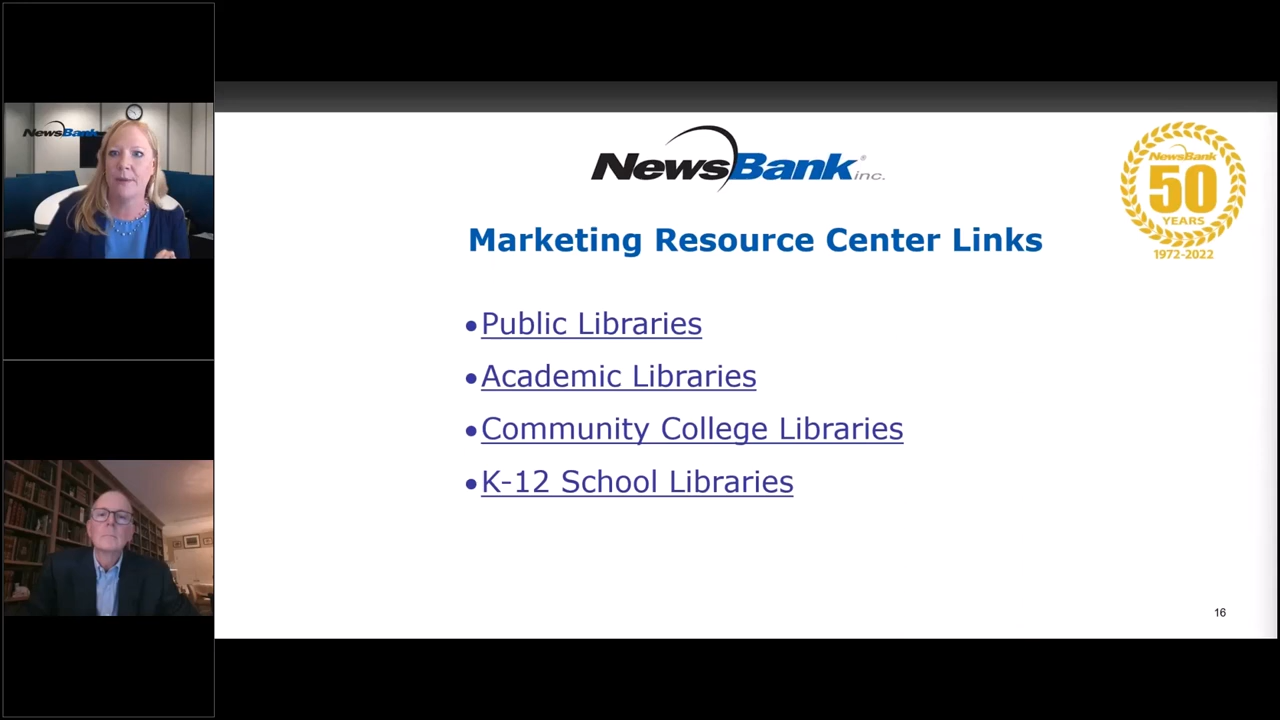 NewsBank
NewsBank® inc.
NewsBank
50
YEARS
1972-2022
Marketing Resource Center Links
•Public Libraries
•Academic Libraries
•Community College Libraries
•K-12 School Libraries
16